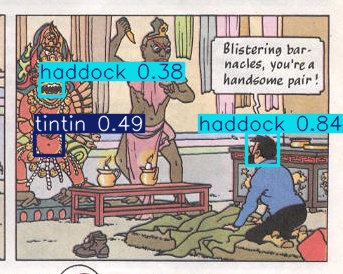 haddock 0.38
Blistering bar-
nacles, you're a
handsome pair!
tintin 0.49
haddock 0.84